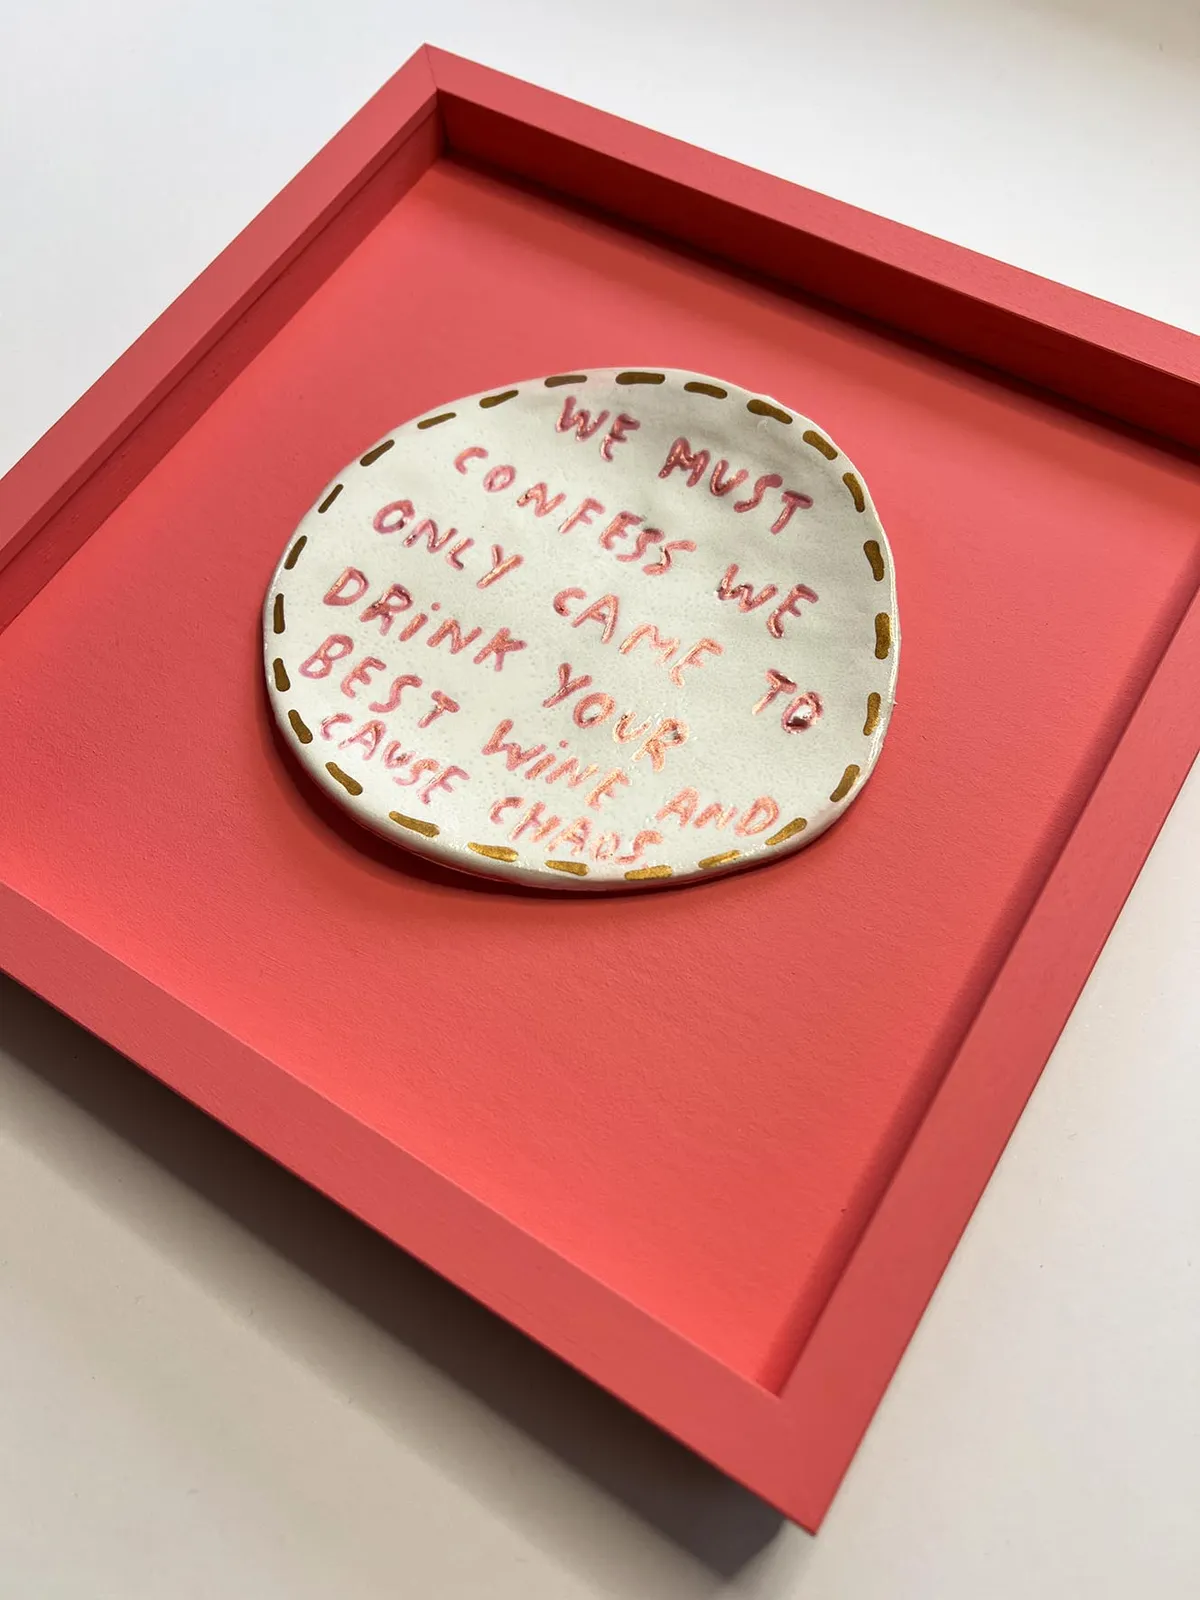 WE MUST
CONFESS WE
ONLY CAME TO
DRiNK YOUR
BEST WiNE AND
CAUSE CHAOS